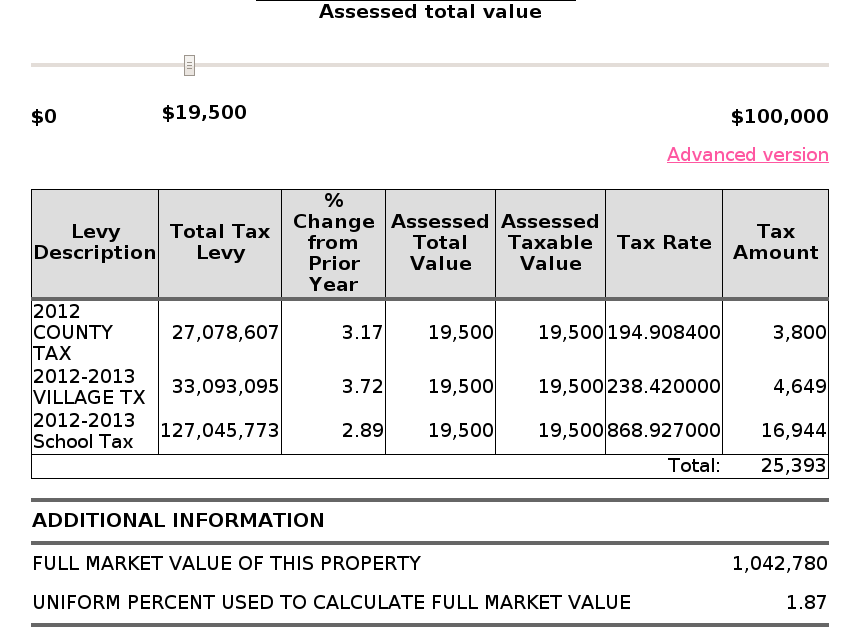 Assessed total value
$0
$19,500
$100,000
Advanced version
Levy Description
Total Tax Levy
% Change from Prior Year
Assessed Total Value
Assessed Taxable Value
Tax Rate
Tax Amount
2012 COUNTY TAX 27,078,607 3.17 19,500 19,500 194.908400 3,800
2012-2013 VILLAGE TX 33,093,095 3.72 19,500 19,500 238.420000 4,649
2012-2013 School Tax 127,045,773 2.89 19,500 19,500 868.927000 16,944
Total: 25,393
ADDITIONAL INFORMATION
FULL MARKET VALUE OF THIS PROPERTY 1,042,780
UNIFORM PERCENT USED TO CALCULATE FULL MARKET VALUE 1.87